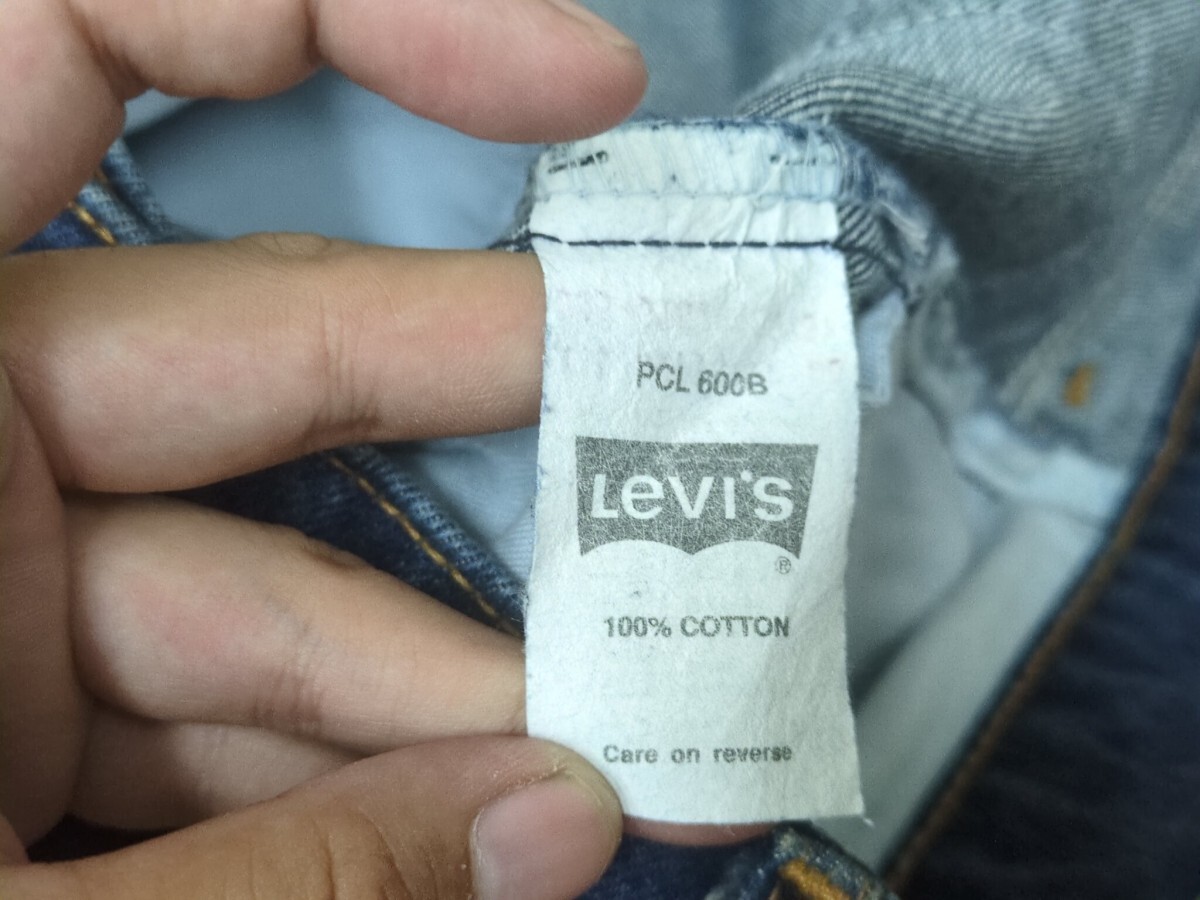 PCL 600B
Levi's
®
100% COTTON
Care on reverse